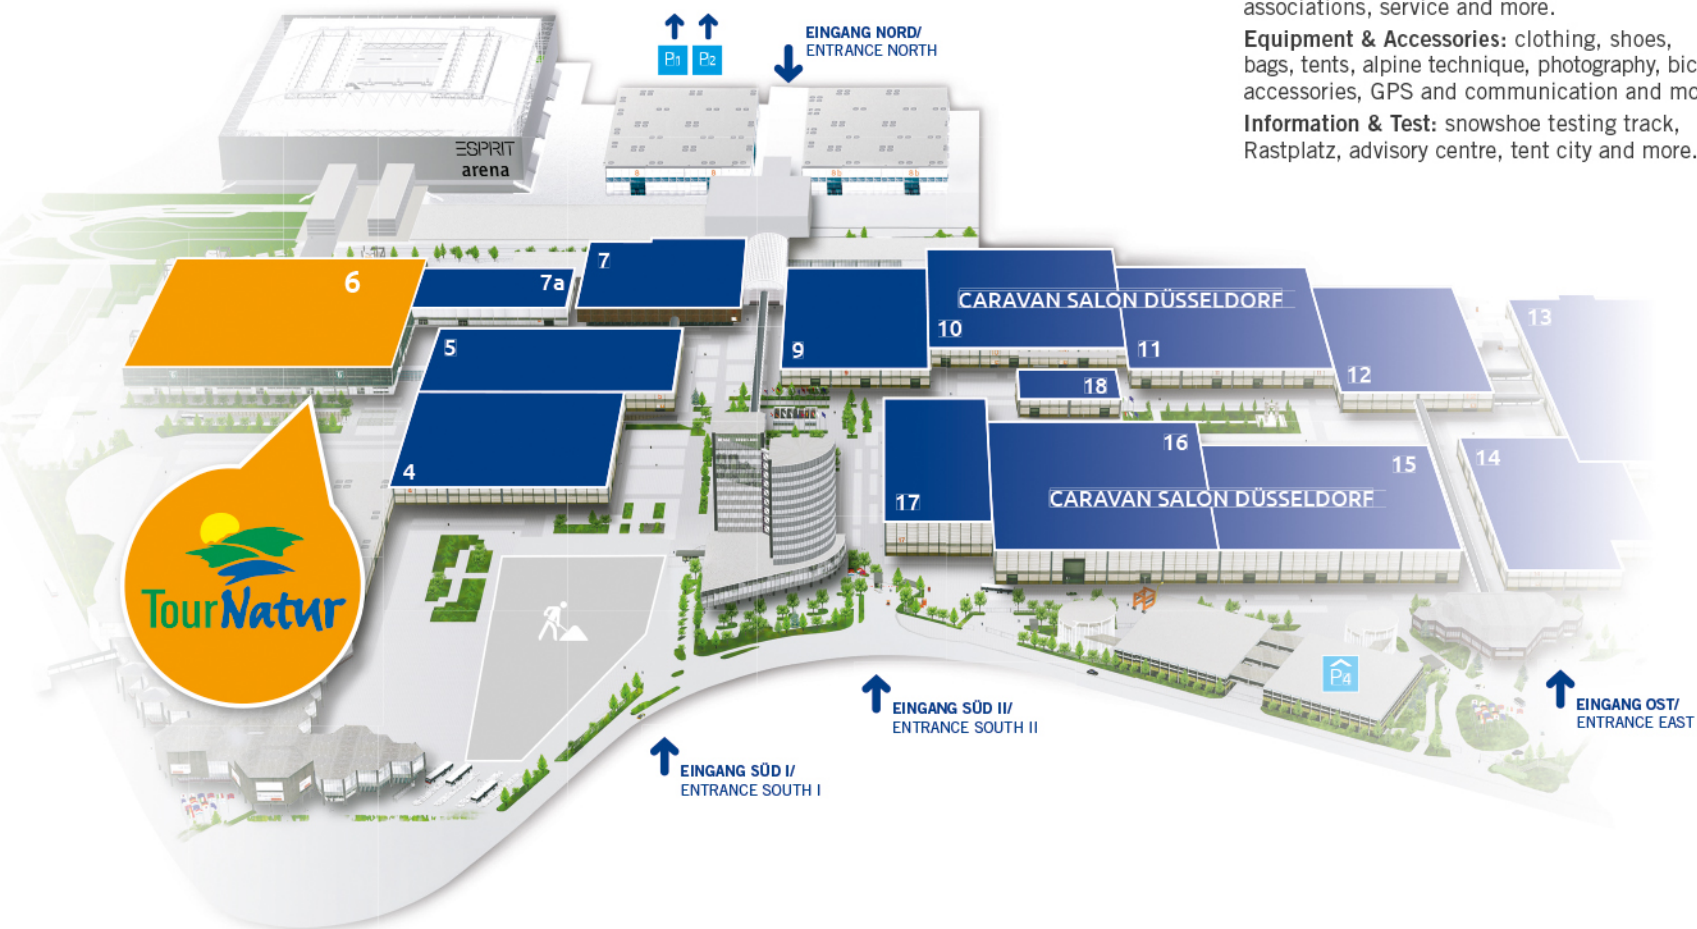 associations, service and more.
Equipment & Accessories: clothing, shoes,
bags, tents, alpine technique, photography, bic
accessories, GPS and communication and mo
Information & Test: snowshoe testing track,
Rastplatz, advisory centre, tent city and more.
P1 P2
EINGANG NORD/
ENTRANCE NORTH
ESPRIT
arena
8 8 8b 8b
6
7a
7
5
4
9
10
CARAVAN SALON DÜSSELDORF
11
12
13
18
17
16
15
CARAVAN SALON DÜSSELDORF
14
TourNatur
P4
EINGANG SÜD I/
ENTRANCE SOUTH I
EINGANG SÜD II/
ENTRANCE SOUTH II
EINGANG OST/
ENTRANCE EAST